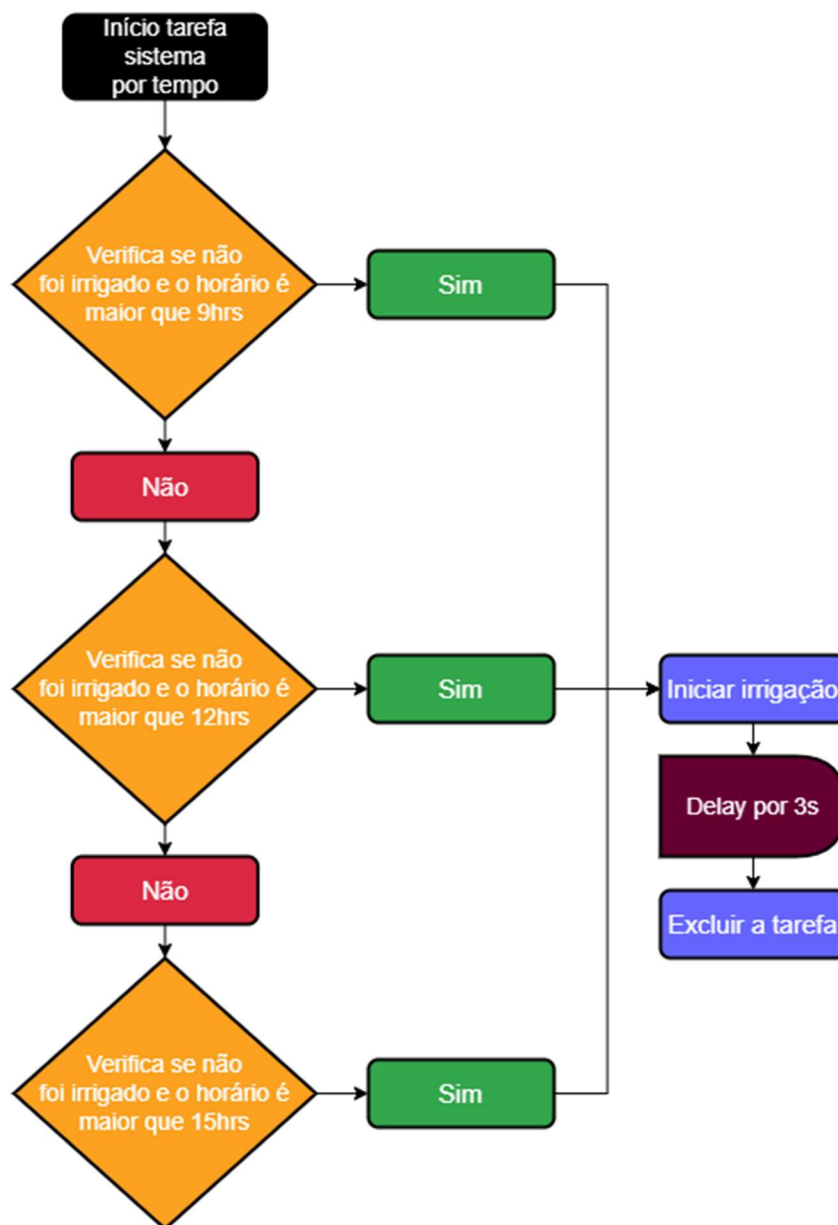 Início tarefa
sistema
por tempo
Verifica se não
foi irrigado e o horário é
maior que 9hrs
Sim
Não
Verifica se não
foi irrigado e o horário é
maior que 12hrs
Sim
Iniciar irrigação
Delay por 3s
Não
Excluir a tarefa
Verifica se não
foi irrigado e o horário é
maior que 15hrs
Sim